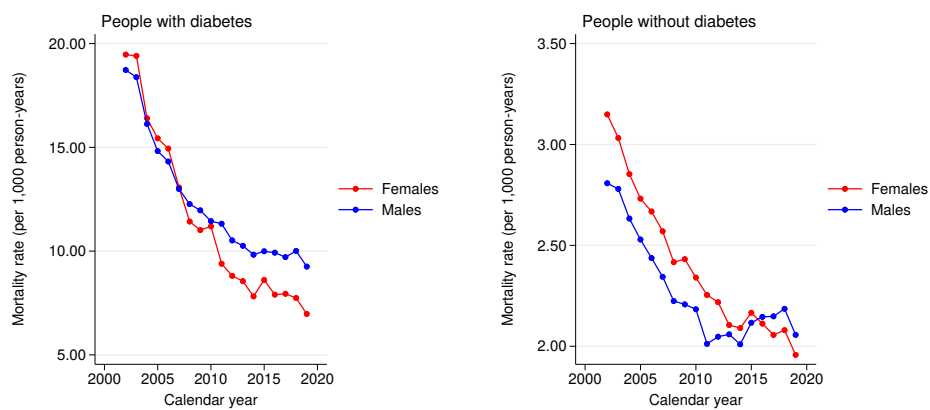 People with diabetes
20.00
15.00
10.00
5.00
Mortality rate (per 1,000 person-years)
2000
2005
2010
2015
2020
Calendar year
Females
Males
People without diabetes
3.50
3.00
2.50
2.00
Mortality rate (per 1,000 person-years)
2000
2005
2010
2015
2020
Calendar year
Females
Males